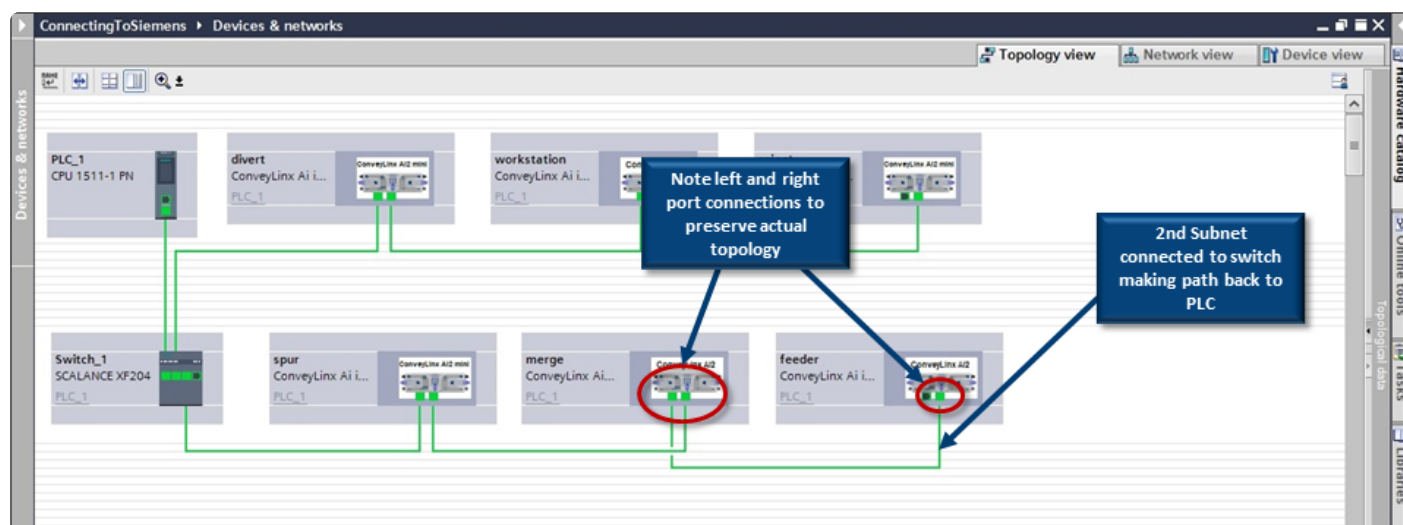 ConnectingToSiemens ▸ Devices & networks
Topology view
Network view
Device view
Devices & networks
PLC_1
CPU 1511-1 PN
divert
ConveyLinx Ai i...
PLC_1
ConveyLinx Ai2 mini
workstation
ConveyLinx Ai i...
PLC_1
ConveyLinx Ai2 mini
Note left and right
port connections to
preserve actual
topology
2nd Subnet
connected to switch
making path back to
PLC
Switch_1
SCALANCE XF204
PLC_1
spur
ConveyLinx Ai i...
PLC_1
ConveyLinx Ai2 mini
merge
ConveyLinx Ai...
PLC_1
ConveyLinx Ai2
feeder
ConveyLinx Ai i...
PLC_1
ConveyLinx Ai2
Topological data
Hardware catalog
Online tools
Tasks
Libraries